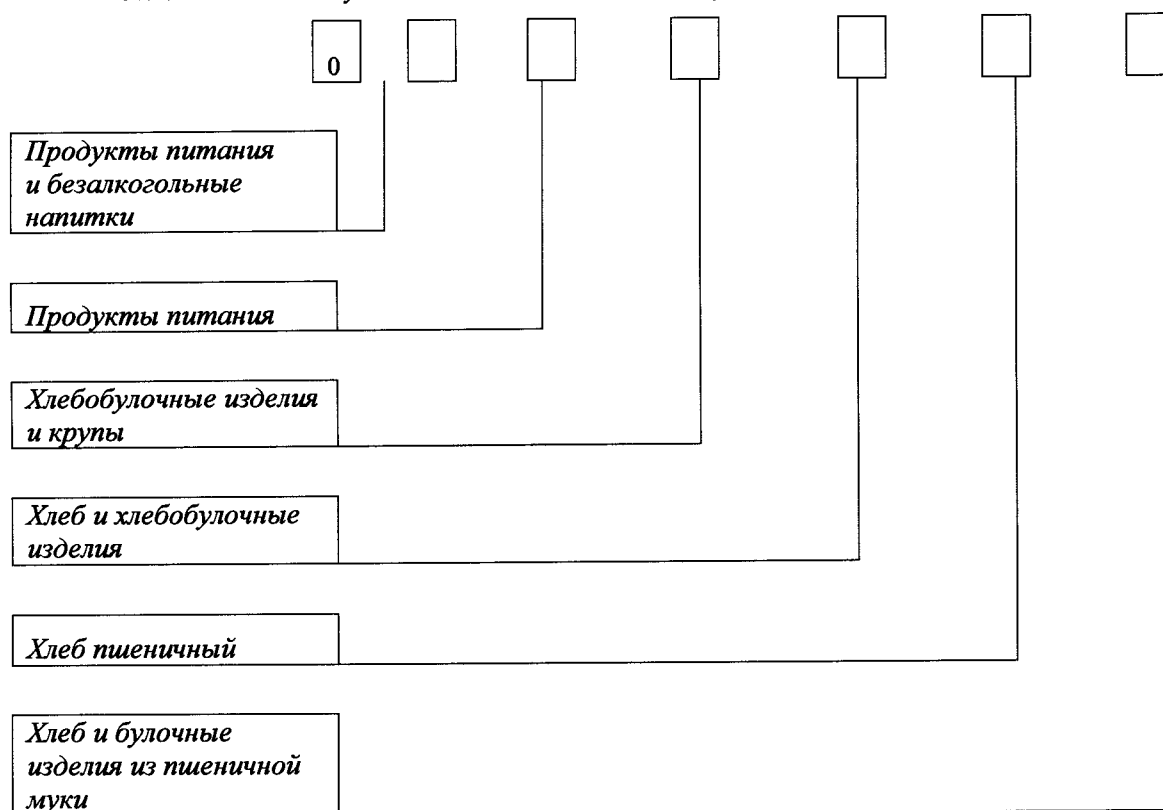 0
Продукты питания
и безалкогольные
напитки
Продукты питания
Хлебобулочные изделия
и крупы
Хлеб и хлебобулочные
изделия
Хлеб пшеничный
Хлеб и булочные
изделия из пшеничной
муки